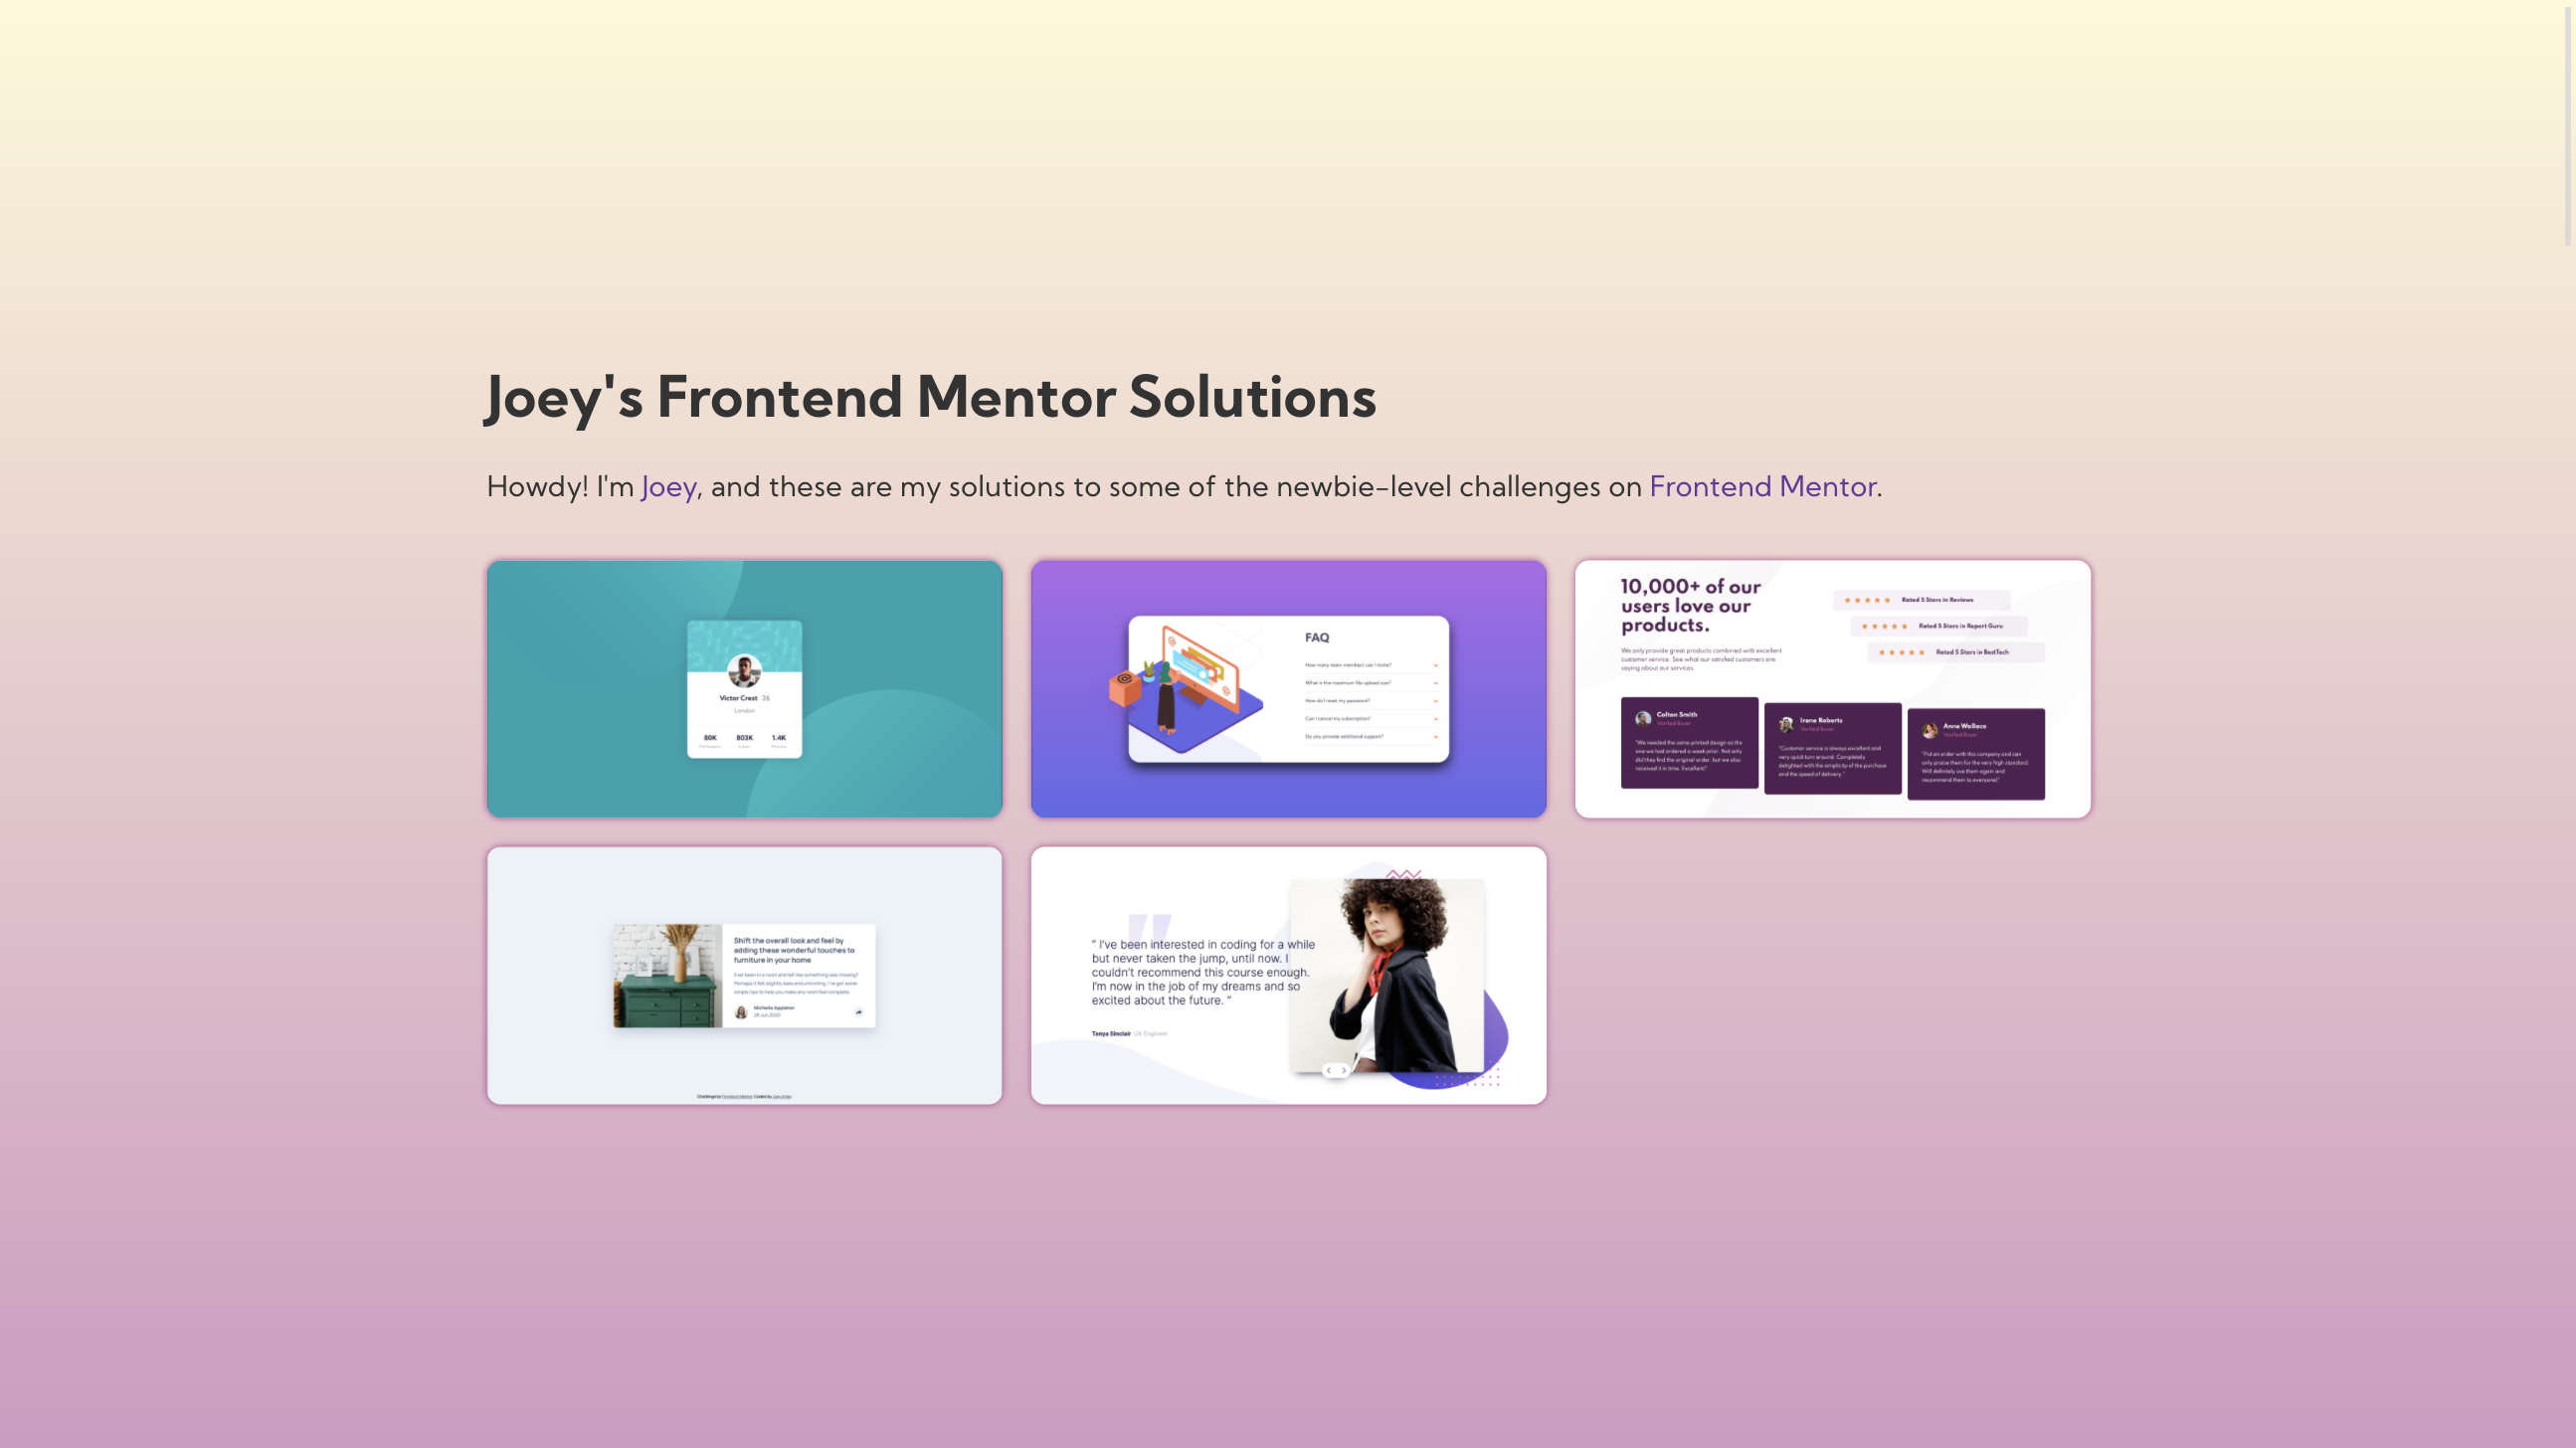 Joey's Frontend Mentor Solutions
Howdy! I'm Joey, and these are my solutions to some of the newbie-level challenges on Frontend Mentor.
Victor Crest 26
London
80K 803K 1.4K
Followers Likes Photos
FAQ
How many team members can I invite?
What is the maximum file upload size?
How do I reset my password?
Can I cancel my subscription?
Do you provide additional support?
10,000+ of our
users love our
products.
We only provide great products combined with excellent
customer service. See what our satisfied customers are
saying about our services.
Rated 5 Stars in Reviews
Rated 5 Stars in Report Guru
Rated 5 Stars in BestTech
Colton Smith
Verified Buyer
"We needed the same printed design as the
one we had ordered a week prior. Not only
did they find the original order, but we also
received it in time. Excellent!"
Irene Roberts
Verified Buyer
"Customer service is always excellent and
very quick turn around. Completely
delighted with the simplicity of the purchase
and the speed of delivery."
Anne Wallace
Verified Buyer
"Put an order with this company and can
only praise them for the very high standard.
Will definitely use them again and
recommend them to everyone!"
Shift the overall look and feel by
adding these wonderful touches to
furniture in your home
Ever been in a room and felt like something was missing?
Perhaps it felt slightly bare and uninviting. I've got some
simple tips to help you make any room feel complete.
Michelle Appleton
28 Jun 2020
Challenge by Frontend Mentor. Coded by
“ I've been interested in coding for a while
but never taken the jump, until now. I
couldn't recommend this course enough.
I'm now in the job of my dreams and so
excited about the future. ”
Tanya Sinclair UX Engineer